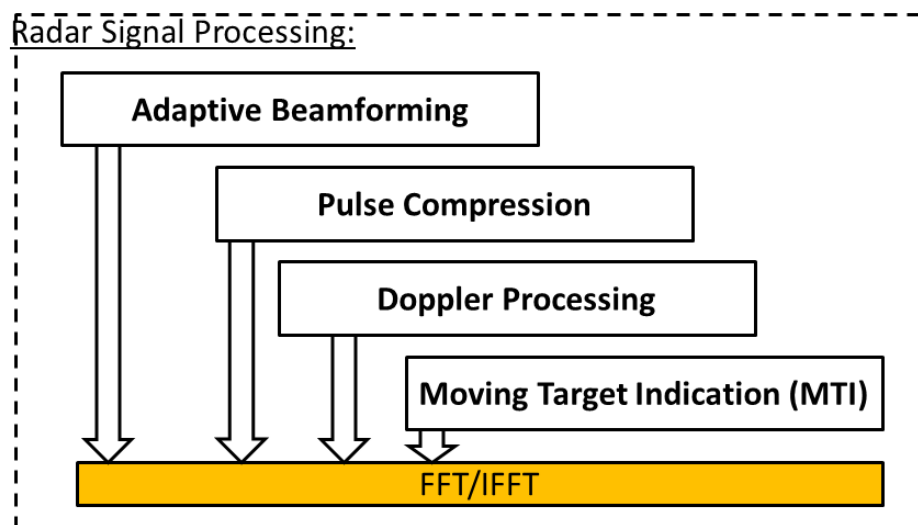 Radar Signal Processing:
Adaptive Beamforming
Pulse Compression
Doppler Processing
Moving Target Indication (MTI)
FFT/IFFT